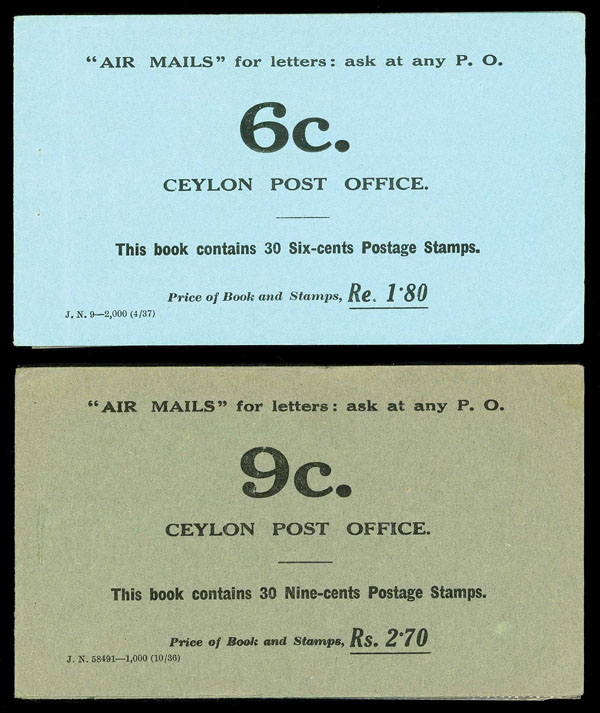 “AIR MAILS” for letters: ask at any P. O.
6c.
CEYLON POST OFFICE.
This book contains 30 Six-cents Postage Stamps.
Price of Book and Stamps, Re. 1·80
J. N. 9—2,000 (4/37)
“AIR MAILS” for letters: ask at any P. O.
9c.
CEYLON POST OFFICE.
This book contains 30 Nine-cents Postage Stamps.
Price of Book and Stamps, Rs. 2·70
J. N. 58491—1,000 (10/36)